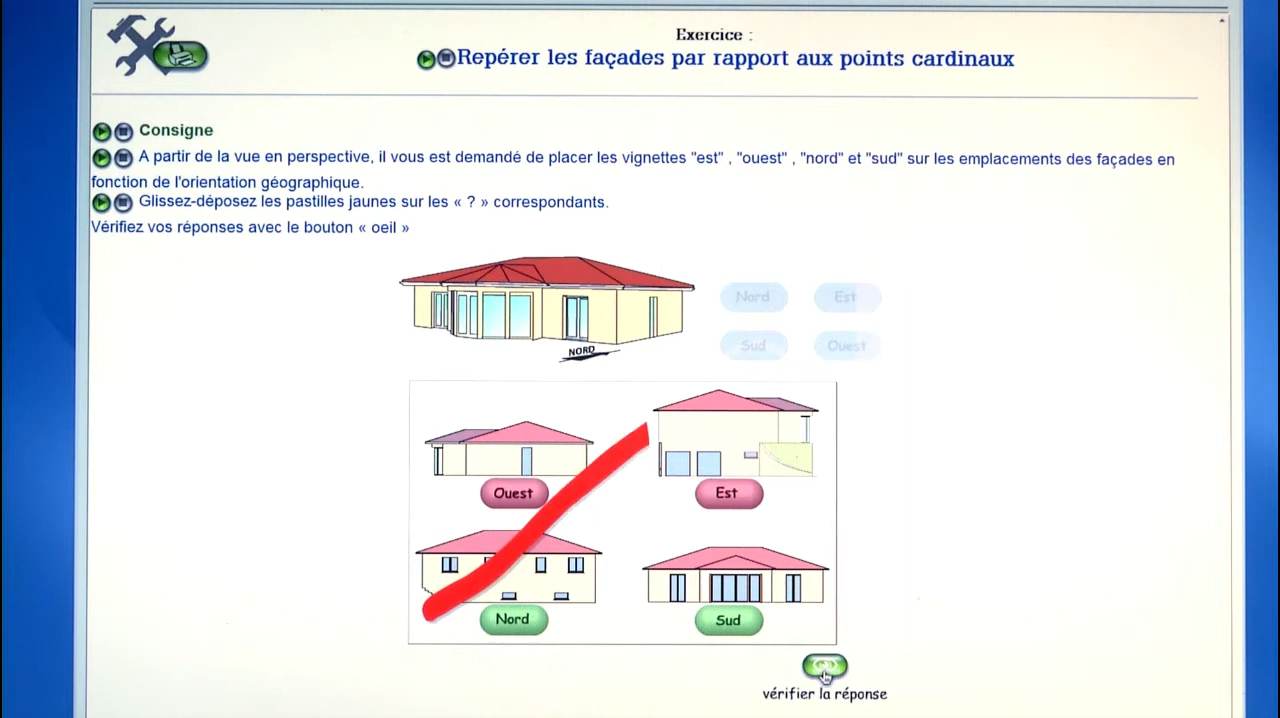 Exercice :
Repérer les façades par rapport aux points cardinaux
Consigne
A partir de la vue en perspective, il vous est demandé de placer les vignettes "est" , "ouest" , "nord" et "sud" sur les emplacements des façades en
fonction de l'orientation géographique.
Glissez-déposez les pastilles jaunes sur les « ? » correspondants.
Vérifiez vos réponses avec le bouton « oeil »
Nord Est
Sud Ouest
NORD
Ouest Est
Nord Sud
vérifier la réponse